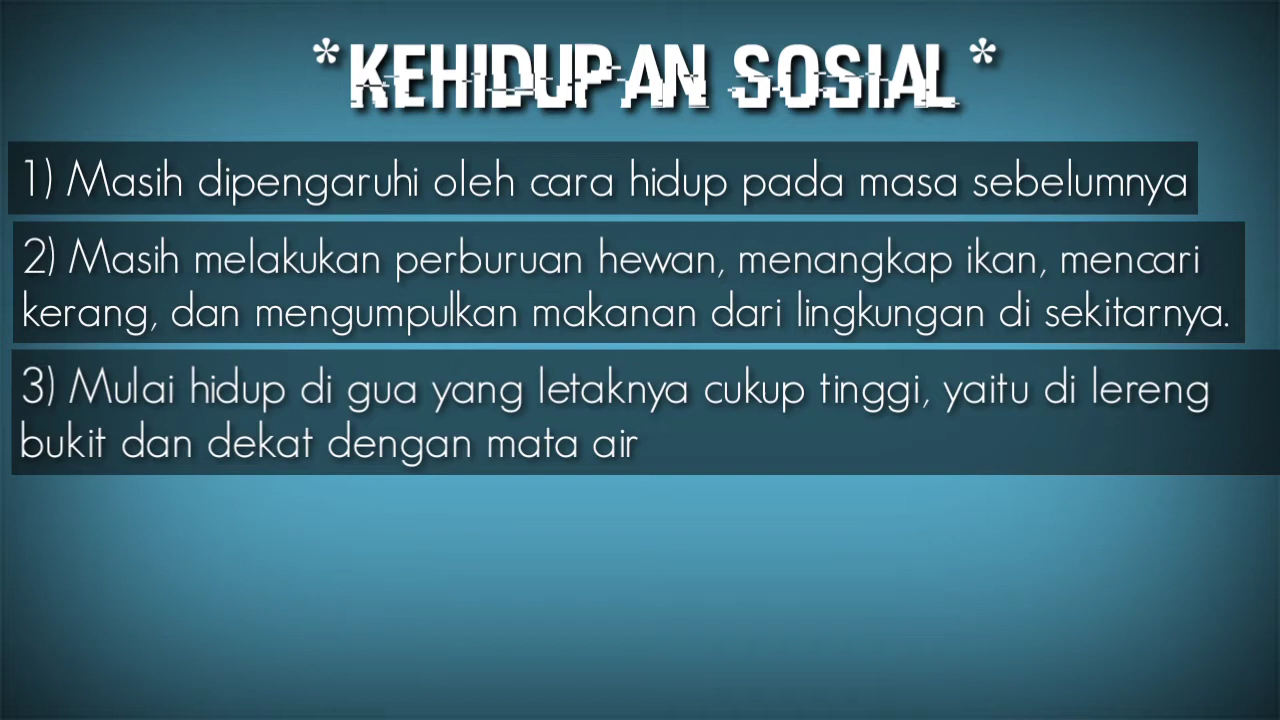 *KEHIDUPAN SOSIAL*
1) Masih dipengaruhi oleh cara hidup pada masa sebelumnya
2) Masih melakukan perburuan hewan, menangkap ikan, mencari
kerang, dan mengumpulkan makanan dari lingkungan di sekitarnya.
3) Mulai hidup di gua yang letaknya cukup tinggi, yaitu di lereng
bukit dan dekat dengan mata air